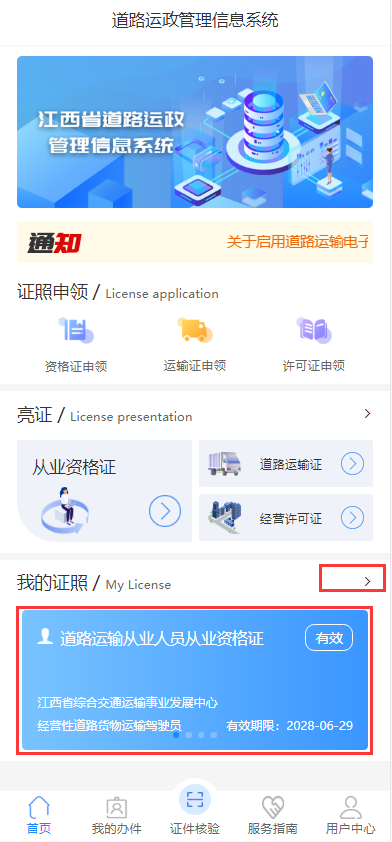 道路运政管理信息系统
江西省道路运政
管理信息系统
通知 关于启用道路运输电子
证照申领 / License application
资格证申领 运输证申领 许可证申领
亮证 / License presentation
从业资格证
道路运输证
经营许可证
我的证照 / My License
道路运输从业人员从业资格证 有效
江西省综合交通运输事业发展中心
经营性道路货物运输驾驶员 有效期限：2028-06-29
首页 我的办件 证件核验 服务指南 用户中心